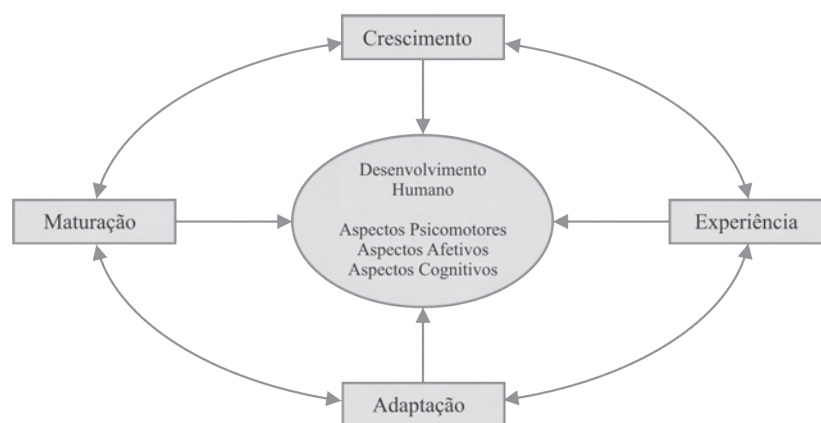 Crescimento
Desenvolvimento
Humano
Maturação
Experiência
Aspectos Psicomotores
Aspectos Afetivos
Aspectos Cognitivos
Adaptação